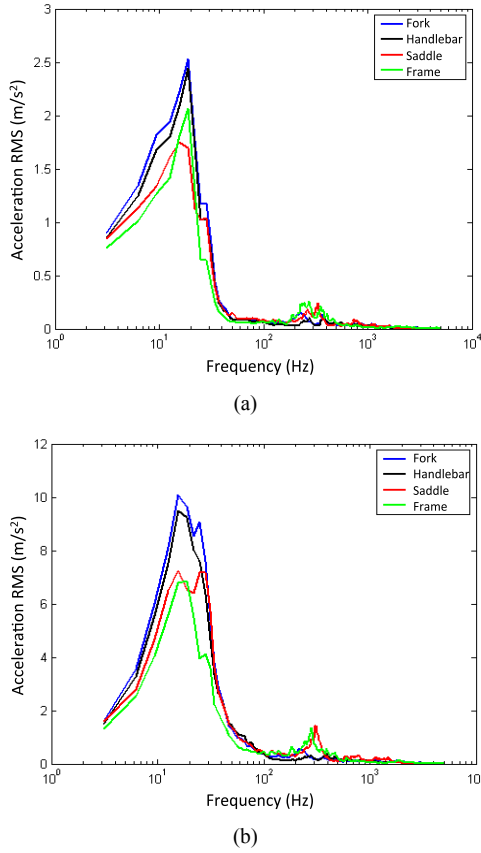 3
2.5
2
1.5
1
0.5
0
Acceleration RMS (m/s²)
Fork
Handlebar
Saddle
Frame
10⁰
10¹
10²
10³
10⁴
Frequency (Hz)
(a)
12
10
8
6
4
2
0
Acceleration RMS (m/s²)
Fork
Handlebar
Saddle
Frame
10⁰
10¹
10²
10³
10
Frequency (Hz)
(b)